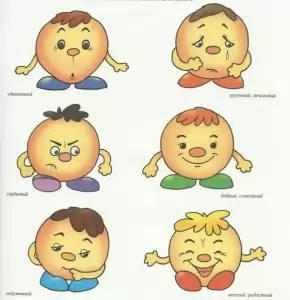 удивленный
грустный, печальный
сердитый
добрый, спокойный
задумчивый
веселый, радостный